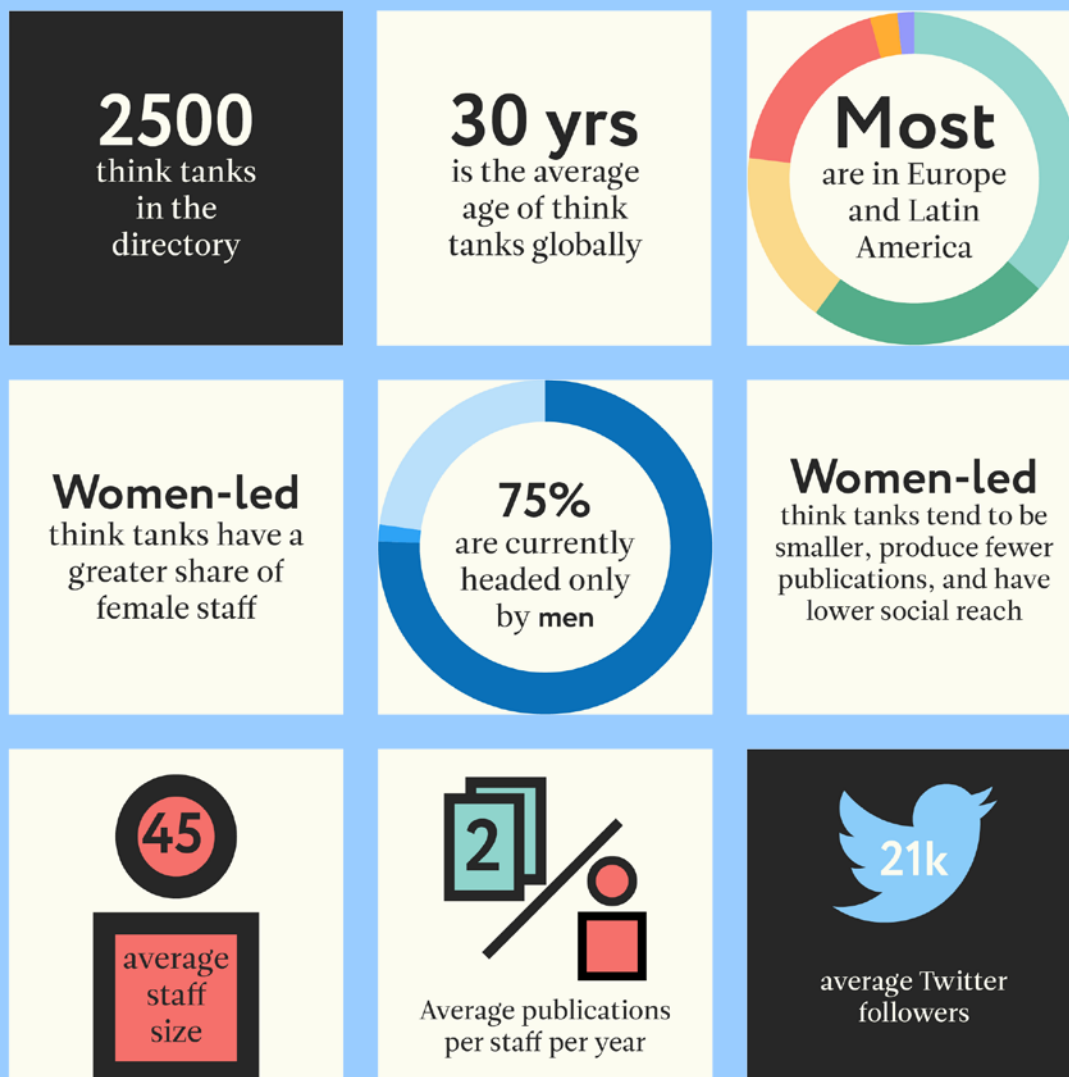 2500
think tanks
in the
directory
30 yrs
is the average
age of think
tanks globally
Most
are in Europe
and Latin
America
Women-led
think tanks have a
greater share of
female staff
75%
are currently
headed only
by men
Women-led
think tanks tend to be
smaller, produce fewer
publications, and have
lower social reach
45
average
staff
size
2
Average publications
per staff per year
21k
average Twitter
followers